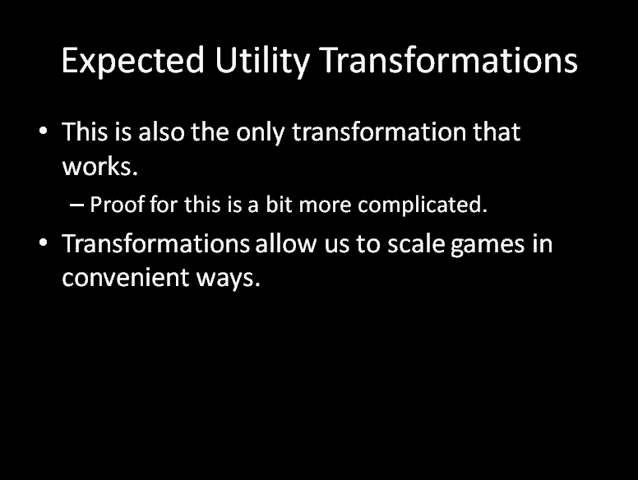 Expected Utility Transformations
• This is also the only transformation that
works.
– Proof for this is a bit more complicated.
• Transformations allow us to scale games in
convenient ways.